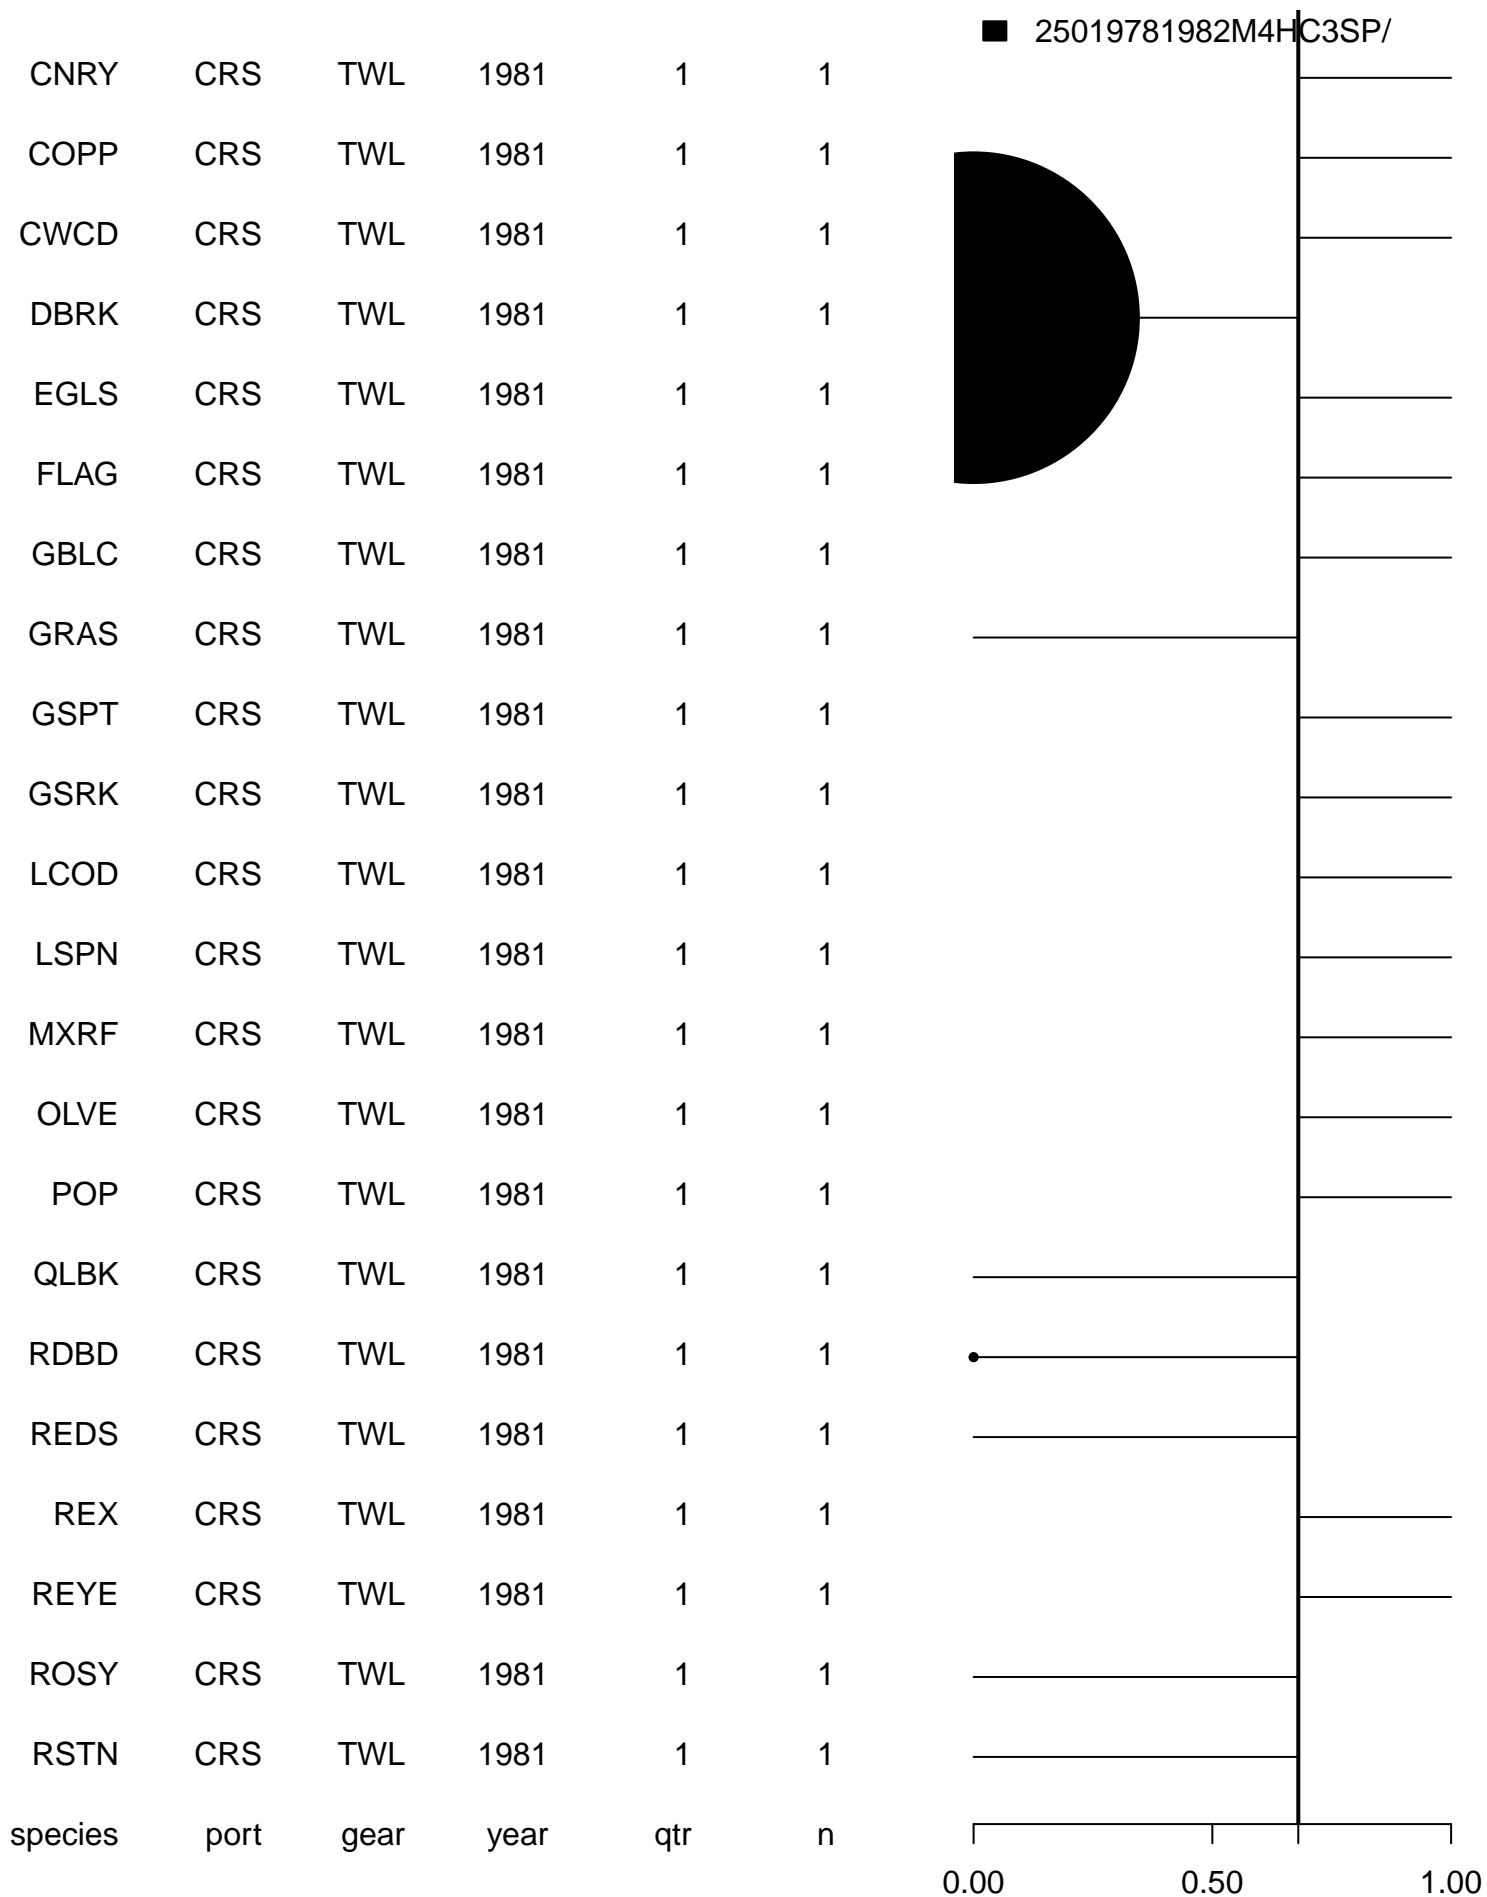 25019781982M4HC3SP/
CNRY CRS TWL 1981 1 1
COPP CRS TWL 1981 1 1
CWCD CRS TWL 1981 1 1
DBRK CRS TWL 1981 1 1
EGLS CRS TWL 1981 1 1
FLAG CRS TWL 1981 1 1
GBLC CRS TWL 1981 1 1
GRAS CRS TWL 1981 1 1
GSPT CRS TWL 1981 1 1
GSRK CRS TWL 1981 1 1
LCOD CRS TWL 1981 1 1
LSPN CRS TWL 1981 1 1
MXRF CRS TWL 1981 1 1
OLVE CRS TWL 1981 1 1
POP CRS TWL 1981 1 1
QLBK CRS TWL 1981 1 1
RDBD CRS TWL 1981 1 1
REDS CRS TWL 1981 1 1
REX CRS TWL 1981 1 1
REYE CRS TWL 1981 1 1
ROSY CRS TWL 1981 1 1
RSTN CRS TWL 1981 1 1
species port gear year qtr n
0.00 0.50 1.00